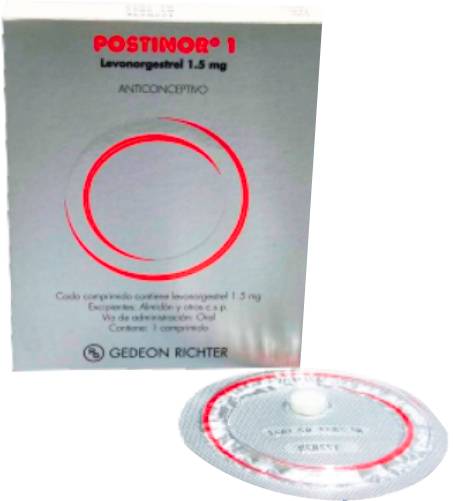 POSTINOR® 1
Levonorgestrel 1.5 mg
ANTICONCEPTIVO
Cada comprimido contiene levonorgestrel 1.5 mg
Excipientes: Almidón y otros c.s.p.
Vía de administración: Oral
Contiene: 1 comprimido
GEDEON RICHTER